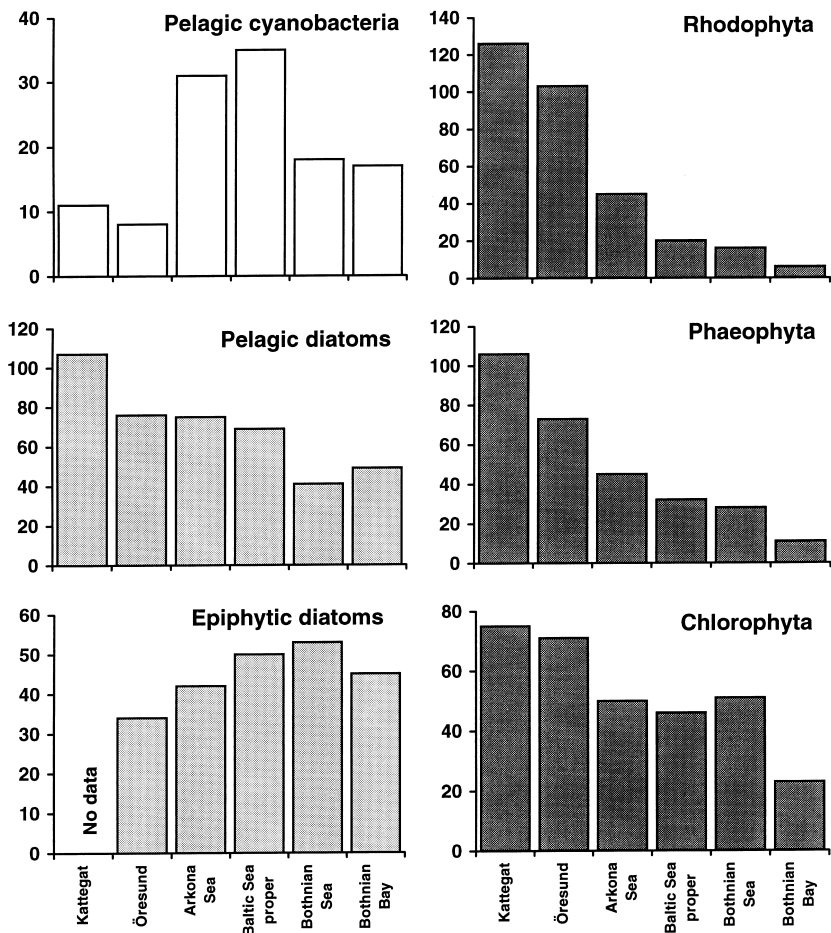 Pelagic cyanobacteria
40
30
20
10
0
Rhodophyta
140
120
100
80
60
40
20
0
Pelagic diatoms
120
100
80
60
40
20
0
Phaeophyta
120
100
80
60
40
20
0
Epiphytic diatoms
60
50
40
30
20
10
0
No data
Kattegat
Öresund
Arkona
Sea
Baltic Sea
proper
Bothnian
Sea
Bothnian
Bay
Chlorophyta
80
60
40
20
0
Kattegat
Öresund
Arkona
Sea
Baltic Sea
proper
Bothnian
Sea
Bothnian
Bay